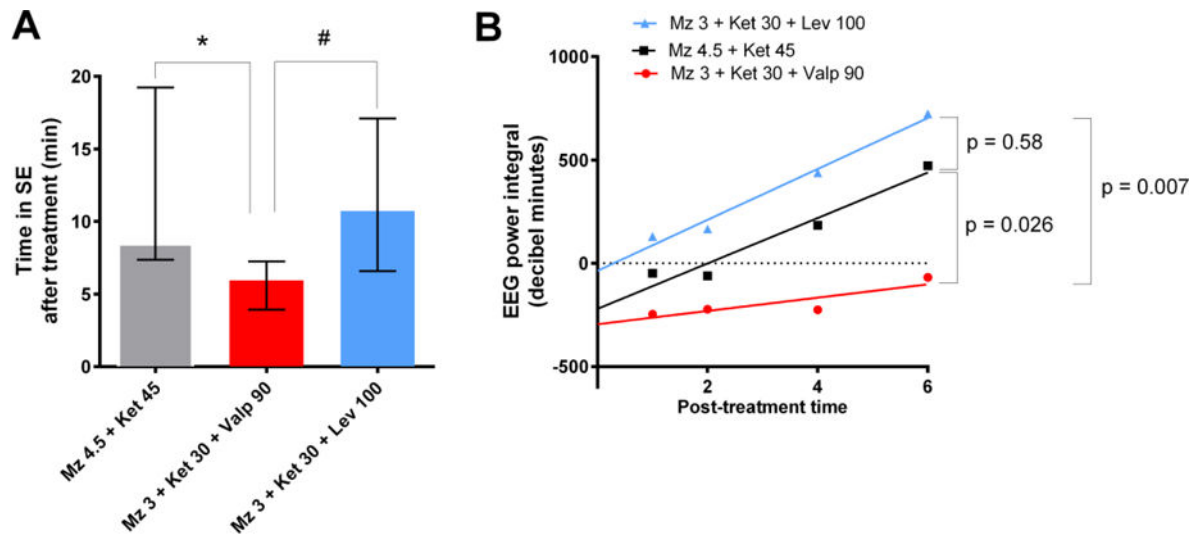 A
*
#
Time in SE
after treatment (min)
20
15
10
5
0
Mz 4.5 + Ket 45
Mz 3 + Ket 30 + Valp 90
Mz 3 + Ket 30 + Lev 100
B
Mz 3 + Ket 30 + Lev 100
Mz 4.5 + Ket 45
Mz 3 + Ket 30 + Valp 90
EEG power integral
(decibel minutes)
1000
500
0
-500
2
4
6
Post-treatment time
p = 0.58
p = 0.026
p = 0.007